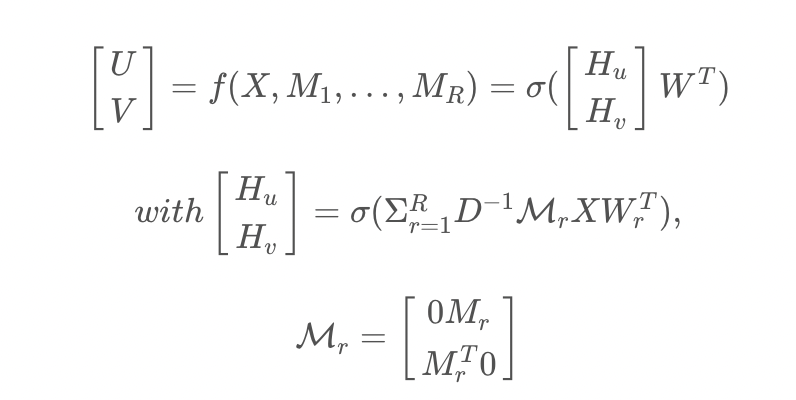 [U V] = f(X, M_1, . . . , M_R) = σ([H_u H_v] W^T)
with [H_u H_v] = σ(Σ_{r=1}^R D^{-1} ℳ_r X W_r^T),
ℳ_r = [0M_r M_r^T0]